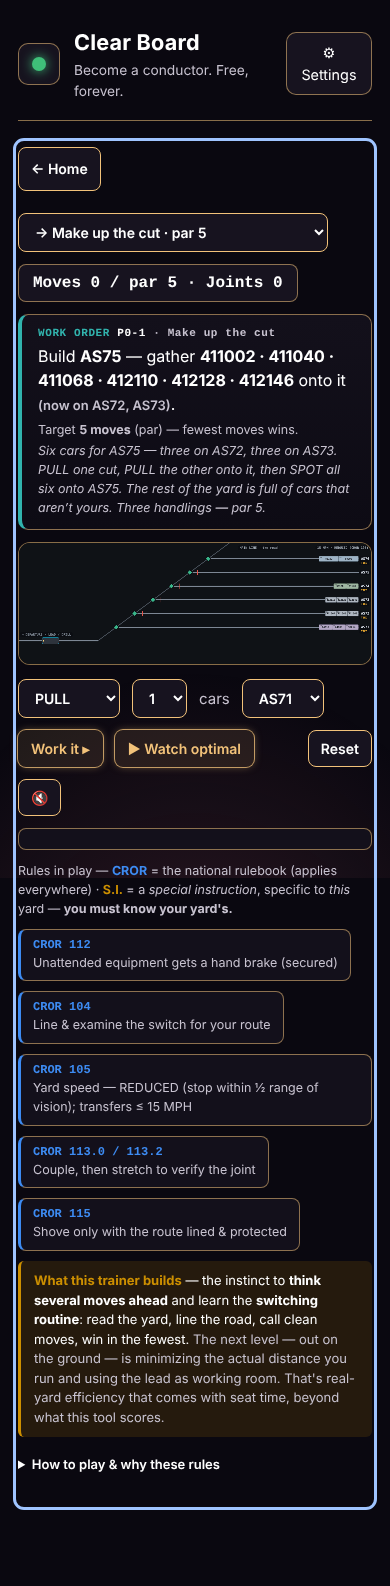 Clear Board
Become a conductor. Free,
forever.
⚙
Settings
← Home
→ Make up the cut · par 5
Moves 0 / par 5 · Joints 0
WORK ORDER P0-1 · Make up the cut
Build AS75 — gather 411002 · 411040 ·
411068 · 412110 · 412128 · 412146 onto it
(now on AS72, AS73).
Target 5 moves (par) — fewest moves wins.
Six cars for AS75 — three on AS72, three on AS73.
PULL one cut, PULL the other onto it, then SPOT all
six onto AS75. The rest of the yard is full of cars that
aren't yours. Three handlings — par 5.
PULL
1
cars
AS71
Work it ▸
▶ Watch optimal
Reset
Rules in play — CROR = the national rulebook (applies
everywhere) · S.I. = a special instruction, specific to this
yard — you must know your yard's.
CROR 112
Unattended equipment gets a hand brake (secured)
CROR 104
Line & examine the switch for your route
CROR 105
Yard speed — REDUCED (stop within ½ range of
vision); transfers ≤ 15 MPH
CROR 113.0 / 113.2
Couple, then stretch to verify the joint
CROR 115
Shove only with the route lined & protected
What this trainer builds — the instinct to think
several moves ahead and learn the switching
routine: read the yard, line the road, call clean
moves, win in the fewest. The next level — out on
the ground — is minimizing the actual distance you
run and using the lead as working room. That's real-
yard efficiency that comes with seat time, beyond
what this tool scores.
▶ How to play & why these rules